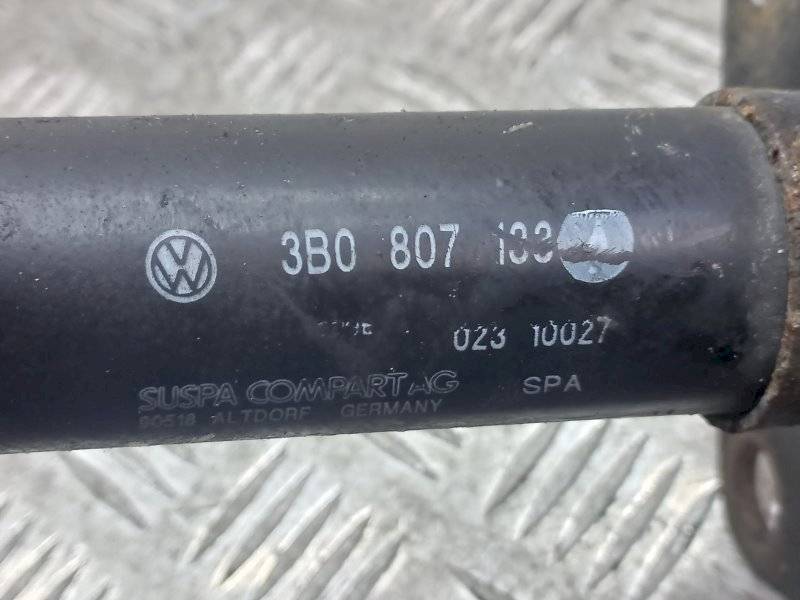 3B0 807 133
023 10027
SUSPA COMPART AG SPA
90518 ALTDORF GERMANY